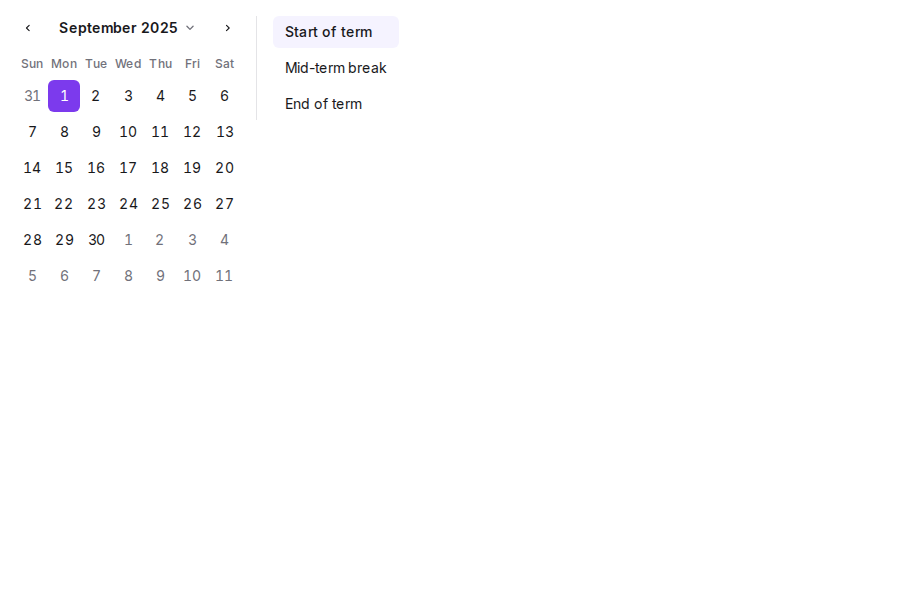 September 2025
Sun Mon Tue Wed Thu Fri Sat
31 1 2 3 4 5 6
7 8 9 10 11 12 13
14 15 16 17 18 19 20
21 22 23 24 25 26 27
28 29 30 1 2 3 4
5 6 7 8 9 10 11
Start of term
Mid-term break
End of term